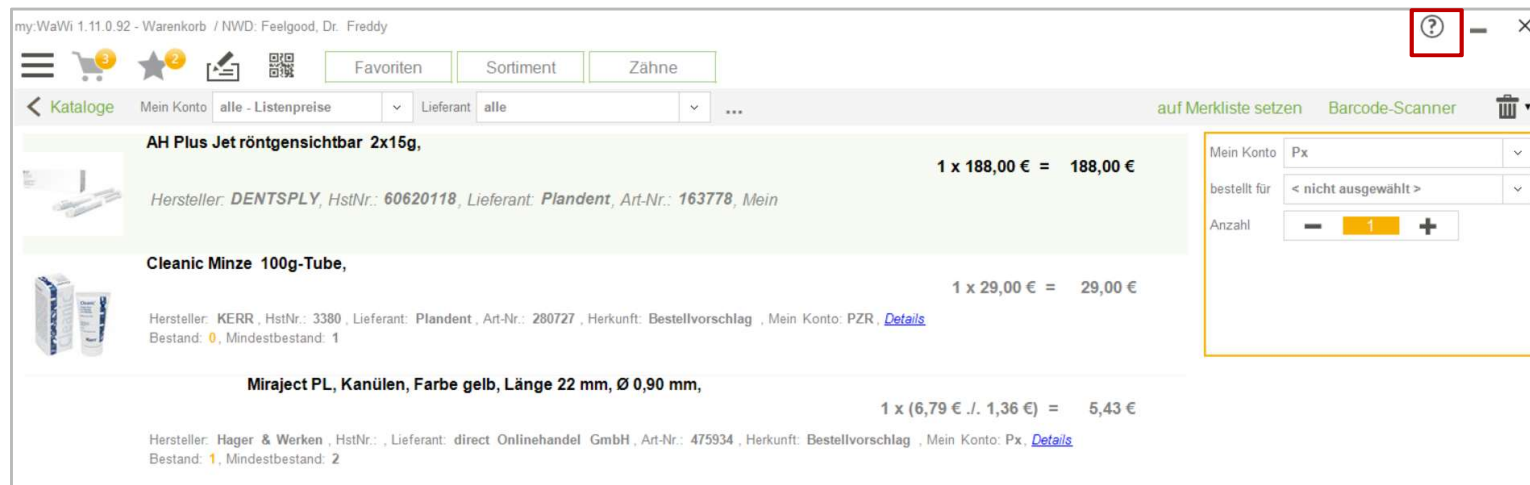 my:WaWi 1.11.0.92 - Warenkorb / NWD: Feelgood, Dr. Freddy
?
3
2
Favoriten
Sortiment
Zähne
Kataloge Mein Konto alle - Listenpreise Lieferant alle ... auf Merkliste setzen Barcode-Scanner
AH Plus Jet röntgensichtbar 2x15g,
1 x 188,00 € = 188,00 €
Hersteller: DENTSPLY, HstNr.: 60620118, Lieferant: Plandent, Art-Nr.: 163778, Mein
Mein Konto Px
bestellt für < nicht ausgewählt >
Anzahl 1
Cleanic Minze 100g-Tube,
1 x 29,00 € = 29,00 €
Cleanic
Hersteller: KERR , HstNr.: 3380 , Lieferant: Plandent , Art-Nr.: 280727 , Herkunft: Bestellvorschlag , Mein Konto: PZR , Details
Bestand: 0 , Mindestbestand: 1
Miraject PL, Kanülen, Farbe gelb, Länge 22 mm, Ø 0,90 mm,
1 x (6,79 € ./. 1,36 €) = 5,43 €
Hersteller: Hager & Werken , HstNr.: , Lieferant: direct Onlinehandel GmbH , Art-Nr.: 475934 , Herkunft: Bestellvorschlag , Mein Konto: Px , Details
Bestand: 1 , Mindestbestand: 2